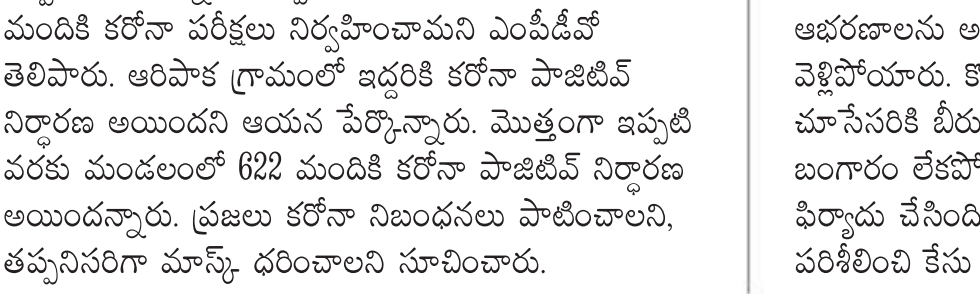 మందికి కరోనా పరీక్షలు నిర్వహించామని ఎంపీడీవో
తెలిపారు. ఆరిపాక గ్రామంలో ఇద్దరికి కరోనా పాజిటివ్
నిర్ధారణ అయిందని ఆయన పేర్కొన్నారు. మొత్తంగా ఇప్పటి
వరకు మండలంలో 622 మందికి కరోనా పాజిటివ్ నిర్ధారణ
అయిందన్నారు. ప్రజలు కరోనా నిబంధనలు పాటించాలని,
తప్పనిసరిగా మాస్క్ ధరించాలని సూచించారు.
ఆభరణాలను
వెళ్లిపోయారు.
చూసేసరికి బీరు
బంగారం లేకపో
ఫిర్యాదు చేసింది
పరిశీలించి కేసు